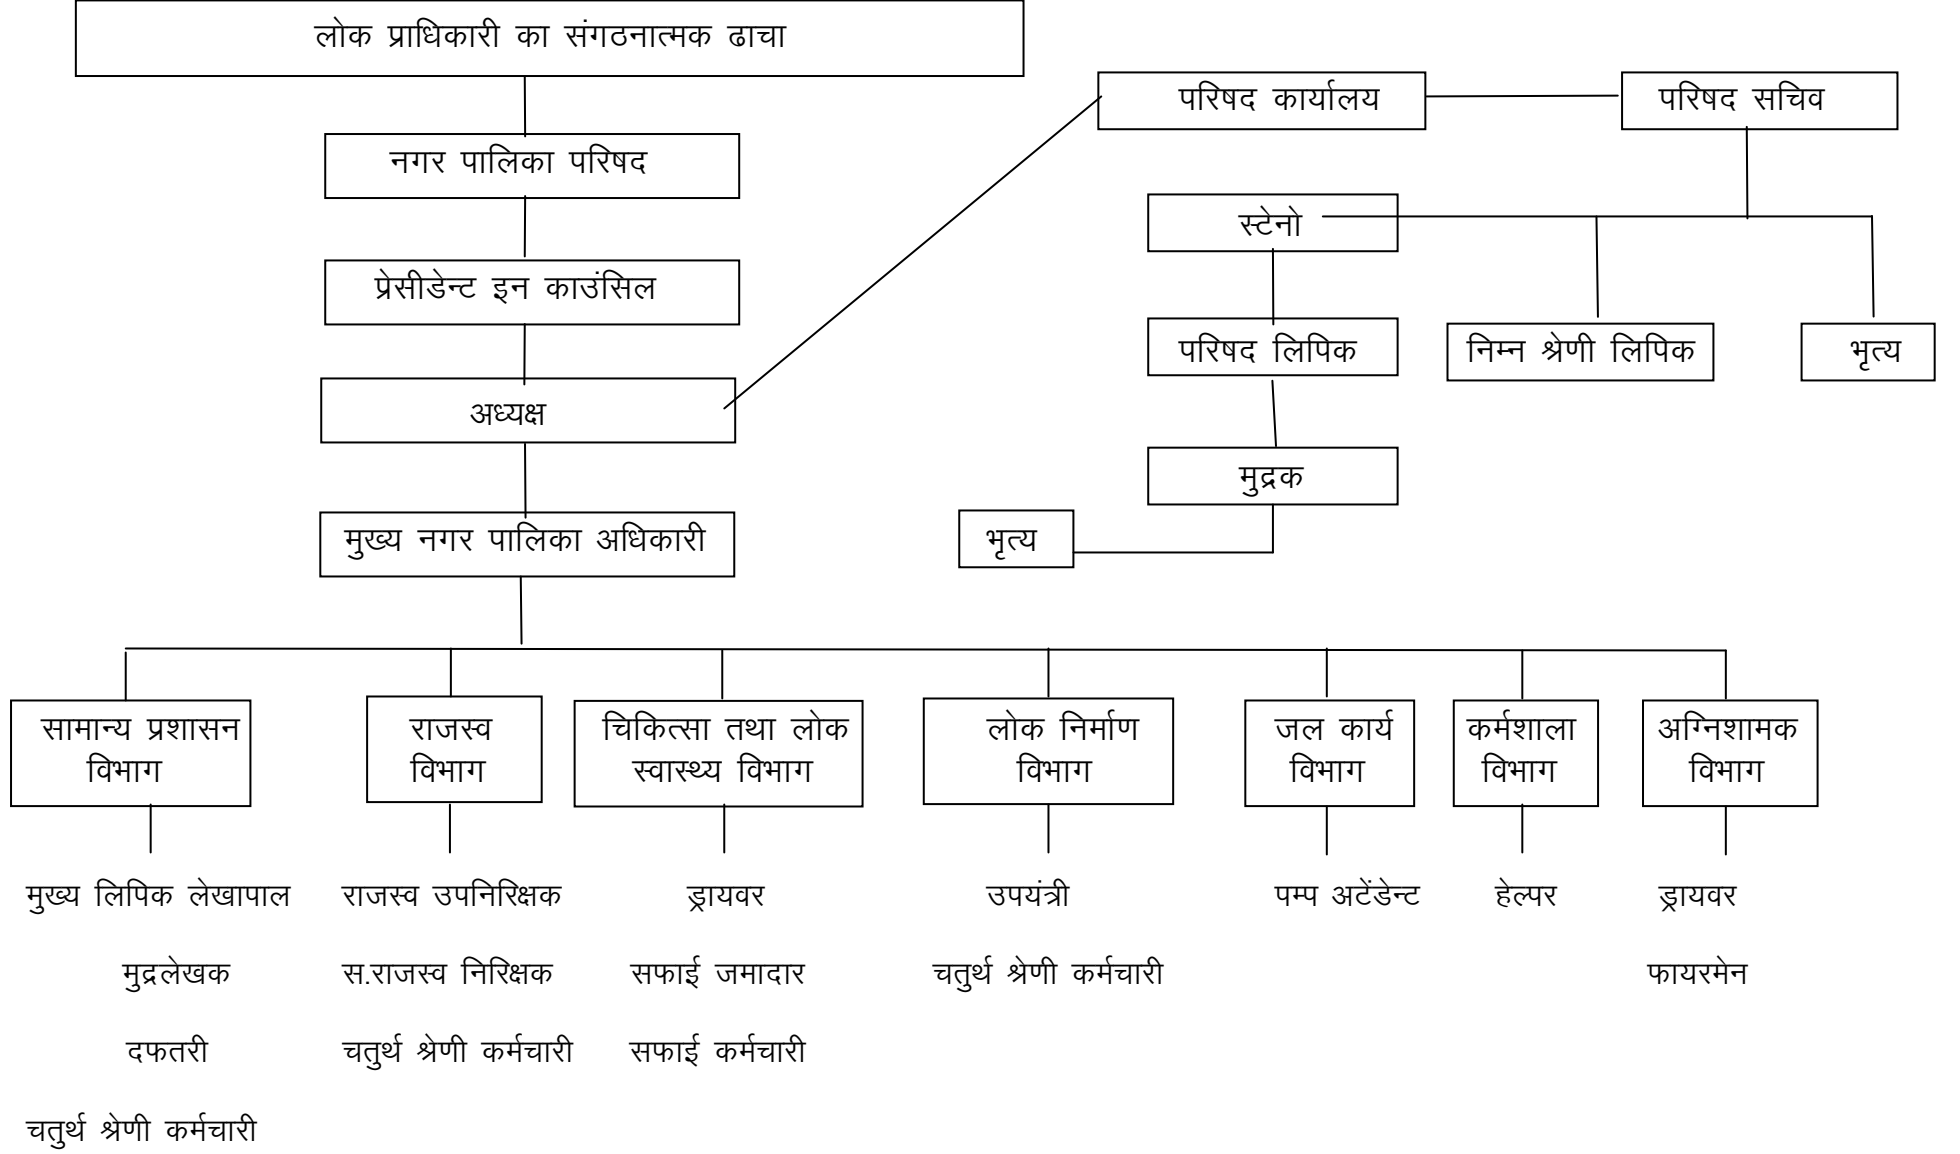 लोक प्राधिकारी का संगठनात्मक ढाचा
परिषद कार्यालय
परिषद सचिव
नगर पालिका परिषद
स्टेनो
प्रेसीडेन्ट इन काउंसिल
परिषद लिपिक
निम्न श्रेणी लिपिक
भृत्य
अध्यक्ष
मुद्रक
मुख्य नगर पालिका अधिकारी
भृत्य
सामान्य प्रशासन
विभाग
राजस्व
विभाग
चिकित्सा तथा लोक
स्वास्थ्य विभाग
लोक निर्माण
विभाग
जल कार्य
विभाग
कर्मशाला
विभाग
अग्निशामक
विभाग
मुख्य लिपिक लेखापाल
राजस्व उपनिरिक्षक
ड्रायवर
उपयंत्री
पम्प अटेंडेन्ट
हेल्पर
ड्रायवर
मुद्रलेखक
स.राजस्व निरिक्षक
सफाई जमादार
चतुर्थ श्रेणी कर्मचारी
फायरमेन
दफतरी
चतुर्थ श्रेणी कर्मचारी
सफाई कर्मचारी
चतुर्थ श्रेणी कर्मचारी